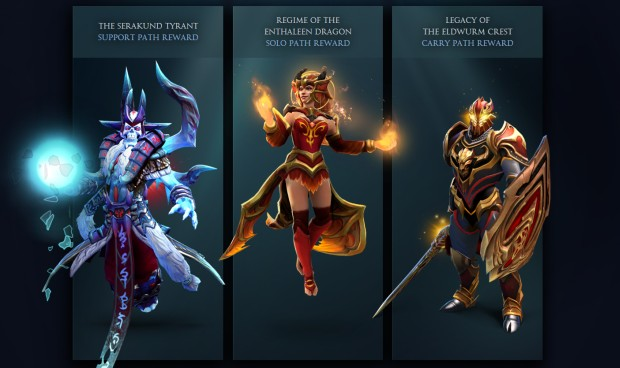 THE SERAKUND TYRANT
SUPPORT PATH REWARD
REGIME OF THE
ENTHALEEN DRAGON
SOLO PATH REWARD
LEGACY OF
THE ELDWURM CREST
CARRY PATH REWARD